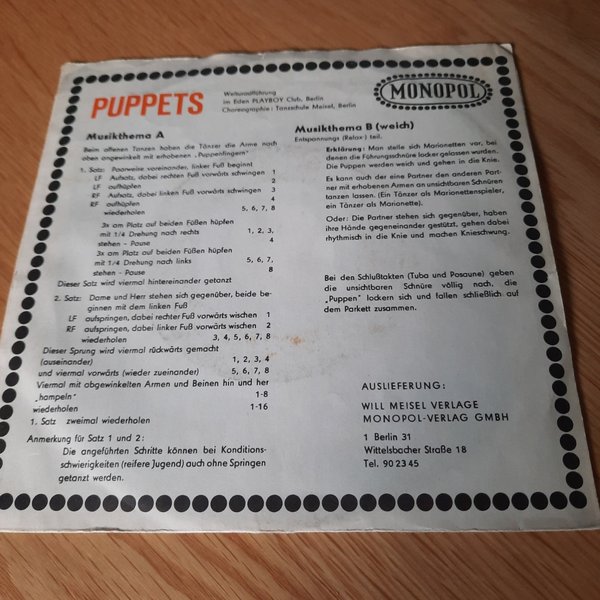 PUPPETS
Welturaufführung
im Eden PLAYBOY Club, Berlin
Choreographie: Tanzschule Meisel, Berlin
MONOPOL
Musikthema A
Beim offenen Tanzen haben die Tänzer die Arme nach
oben angewinkelt mit erhobenen „Puppenfingern“
1. Satz: Paarweise voreinander, linker Fuß beginnt
LF Aufsatz, dabei rechten Fuß vorwärts schwingen 1
LF aufhüpfen 2
RF Aufsatz, dabei linken Fuß vorwärts schwingen 3
RF aufhüpfen 4
wiederholen 5, 6, 7, 8
3x am Platz auf beiden Füßen hüpfen
mit 1/4 Drehung nach rechts 1, 2, 3,
stehen - Pause 4
3x am Platz auf beiden Füßen hüpfen
mit 1/4 Drehung nach links 5, 6, 7,
stehen - Pause 8
Dieser Satz wird viermal hintereinander getanzt
2. Satz: Dame und Herr stehen sich gegenüber, beide be-
ginnen mit dem linken Fuß
LF aufspringen, dabei rechter Fuß vorwärts wischen 1
RF aufspringen, dabei linker Fuß vorwärts wischen 2
wiederholen 3, 4, 5, 6, 7, 8
Dieser Sprung wird viermal rückwärts gemacht
(auseinander) 1, 2, 3, 4
und viermal vorwärts (wieder zueinander) 5, 6, 7, 8
Viermal mit abgewinkelten Armen und Beinen hin und her
„hampeln“ 1-8
wiederholen 1-16
1. Satz zweimal wiederholen
Anmerkung für Satz 1 und 2:
Die angeführten Schritte können bei Konditions-
schwierigkeiten (reifere Jugend) auch ohne Springen
getanzt werden.
Musikthema B (weich)
Entspannungs (Relax-) teil.
Erklärung: Man stelle sich Marionetten vor, bei
denen die Führungsschnüre locker gelassen wurden.
Die Puppen werden weich und gehen in die Knie.
Es kann auch der eine Partner den anderen Part-
ner mit erhobenen Armen an unsichtbaren Schnüren
tanzen lassen. (Ein Tänzer als Marionettenspieler,
ein Tänzer als Marionette).
Oder: Die Partner stehen sich gegenüber, haben
ihre Hände gegeneinander gestützt, gehen dabei
rhythmisch in die Knie und machen Knieschwung.
Bei den Schlußtakten (Tuba und Posaune) geben
die unsichtbaren Schnüre völlig nach, die
„Puppen“ lockern sich und fallen schließlich auf
dem Parkett zusammen.
AUSLIEFERUNG:
WILL MEISEL VERLAGE
MONOPOL-VERLAG GMBH
1 Berlin 31
Wittelsbacher Straße 18
Tel. 90 23 45